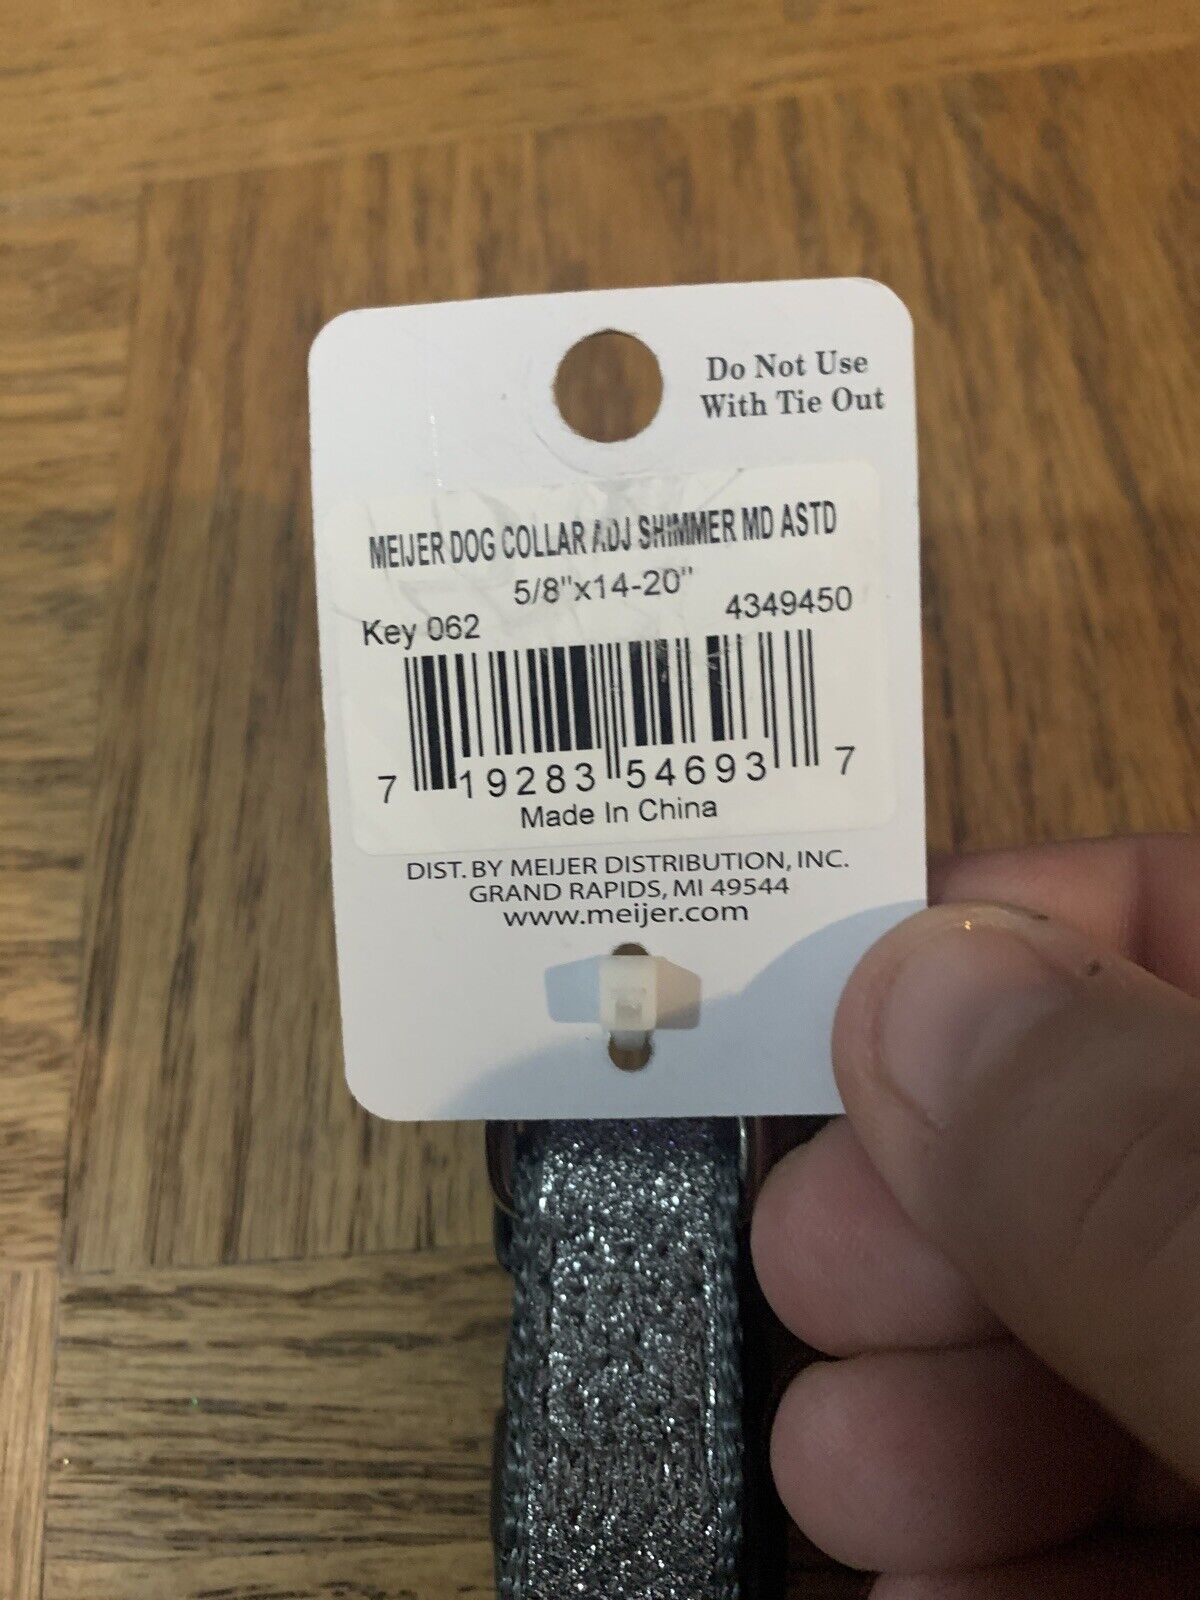 Do Not Use
With Tie Out
MEIJER DOG COLLAR ADJ SHIMMER MD ASTD
5/8"x14-20"
Key 062 4349450
7 19283 54693 7
Made In China
DIST. BY MEIJER DISTRIBUTION, INC.
GRAND RAPIDS, MI 49544
www.meijer.com